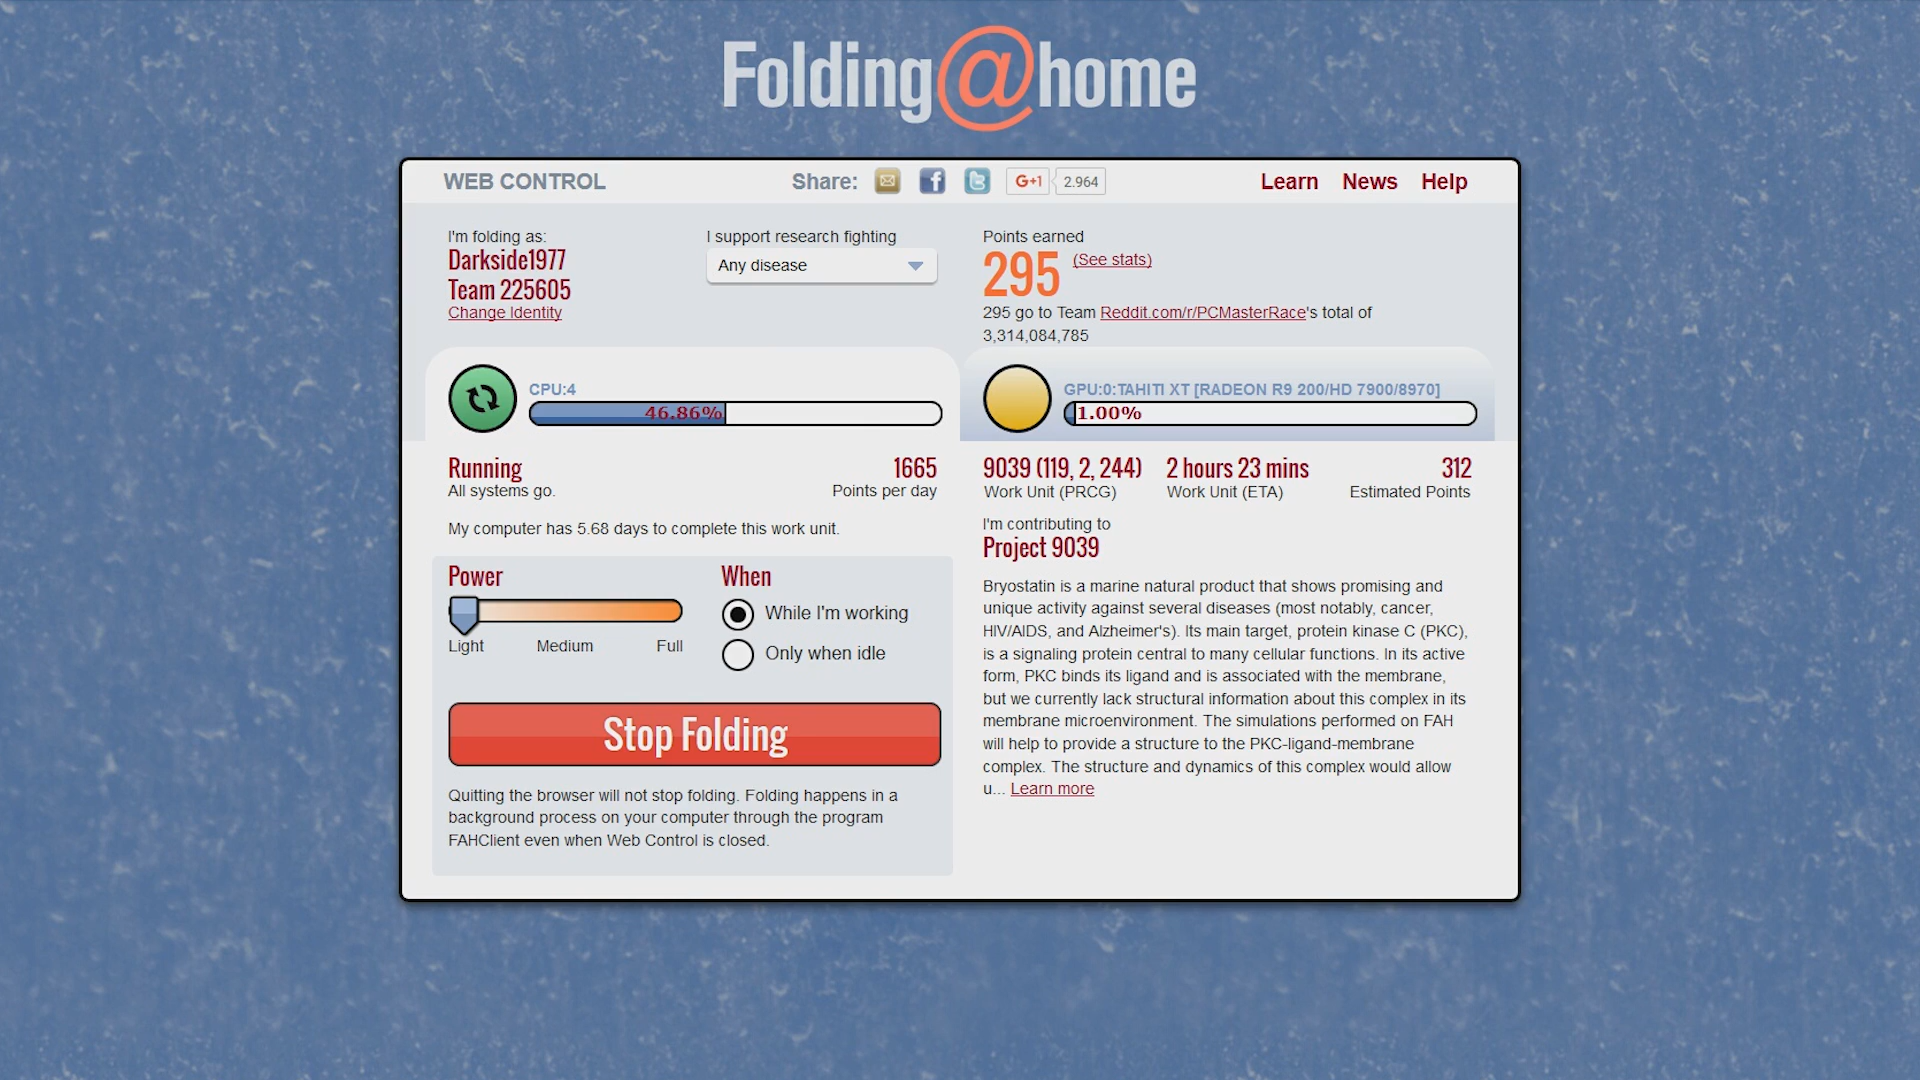 Folding@home
WEB CONTROL
Share:
G+1
2.964
Learn
News
Help
I'm folding as:
Darkside1977
Team 225605
Change Identity
I support research fighting
Any disease
Points earned
295
(See stats)
295 go to Team Reddit.com/r/PCMasterRace's total of
3,314,084,785
CPU:4
46.86%
GPU:0:TAHITI XT [RADEON R9 200/HD 7900/8970]
1.00%
Running
All systems go.
1665
Points per day
My computer has 5.68 days to complete this work unit.
Power
Light
Medium
Full
When
While I'm working
Only when idle
Stop Folding
Quitting the browser will not stop folding. Folding happens in a
background process on your computer through the program
FAHClient even when Web Control is closed.
9039 (119, 2, 244)
Work Unit (PRCG)
2 hours 23 mins
Work Unit (ETA)
312
Estimated Points
I'm contributing to
Project 9039
Bryostatin is a marine natural product that shows promising and
unique activity against several diseases (most notably, cancer,
HIV/AIDS, and Alzheimer's). Its main target, protein kinase C (PKC),
is a signaling protein central to many cellular functions. In its active
form, PKC binds its ligand and is associated with the membrane,
but we currently lack structural information about this complex in its
membrane microenvironment. The simulations performed on FAH
will help to provide a structure to the PKC-ligand-membrane
complex. The structure and dynamics of this complex would allow
u... Learn more